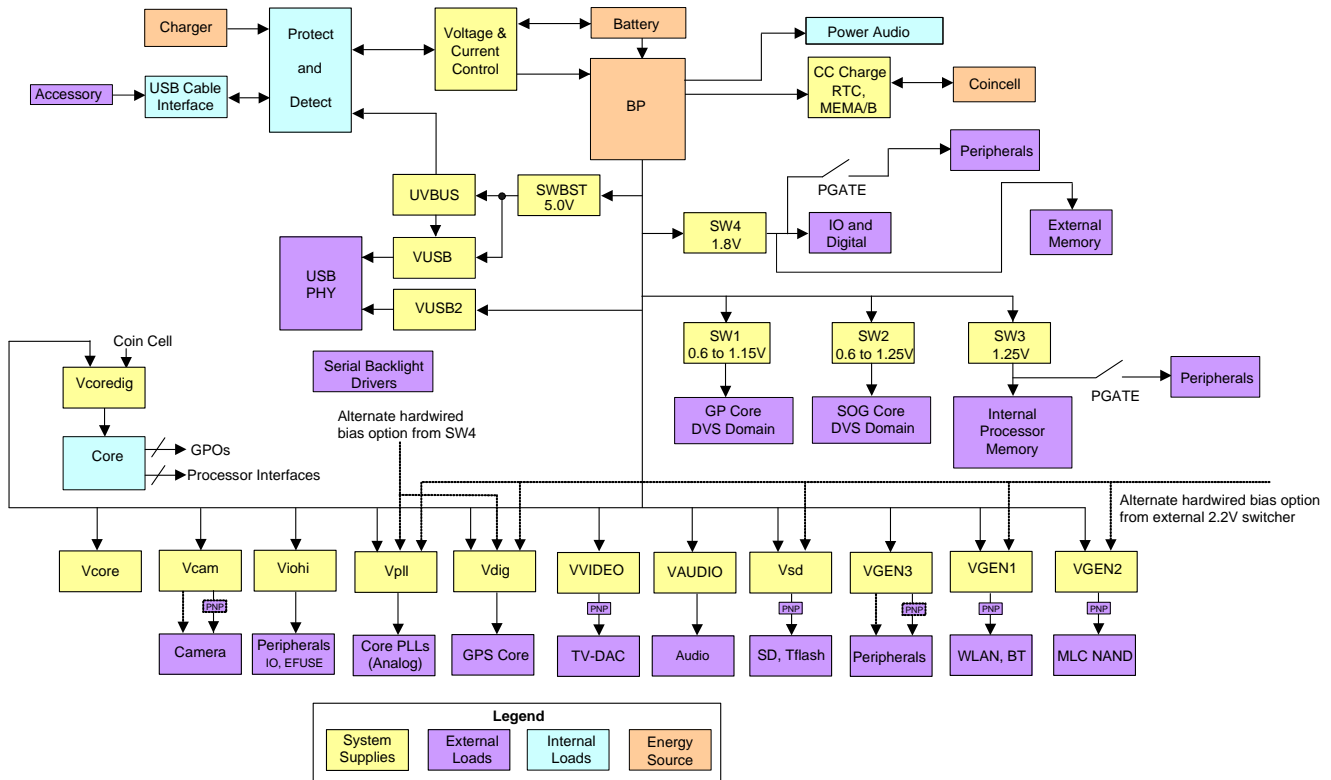 Charger
Protect
and
Detect
Voltage &
Current
Control
Battery
Power Audio
Accessory
USB Cable
Interface
BP
CC Charge
RTC,
MEMA/B
Coincell
Peripherals
PGATE
UVBUS
SWBST
5.0V
SW4
1.8V
IO and
Digital
External
Memory
USB
PHY
VUSB
VUSB2
SW1
0.6 to 1.15V
SW2
0.6 to 1.25V
SW3
1.25V
Coin Cell
Vcoredig
Serial Backlight
Drivers
PGATE
Peripherals
GP Core
DVS Domain
SOG Core
DVS Domain
Internal
Processor
Memory
Alternate hardwired
bias option from SW4
Core
GPOs
Processor Interfaces
Alternate hardwired bias option
from external 2.2V switcher
Vcore
Vcam
Viohi
Vpll
Vdig
VVIDEO
VAUDIO
Vsd
VGEN3
VGEN1
VGEN2
PNP
PNP
PNP
PNP
PNP
PNP
Camera
Peripherals
IO, EFUSE
Core PLLs
(Analog)
GPS Core
TV-DAC
Audio
SD, Tflash
Peripherals
WLAN, BT
MLC NAND
Legend
System
Supplies
External
Loads
Internal
Loads
Energy
Source